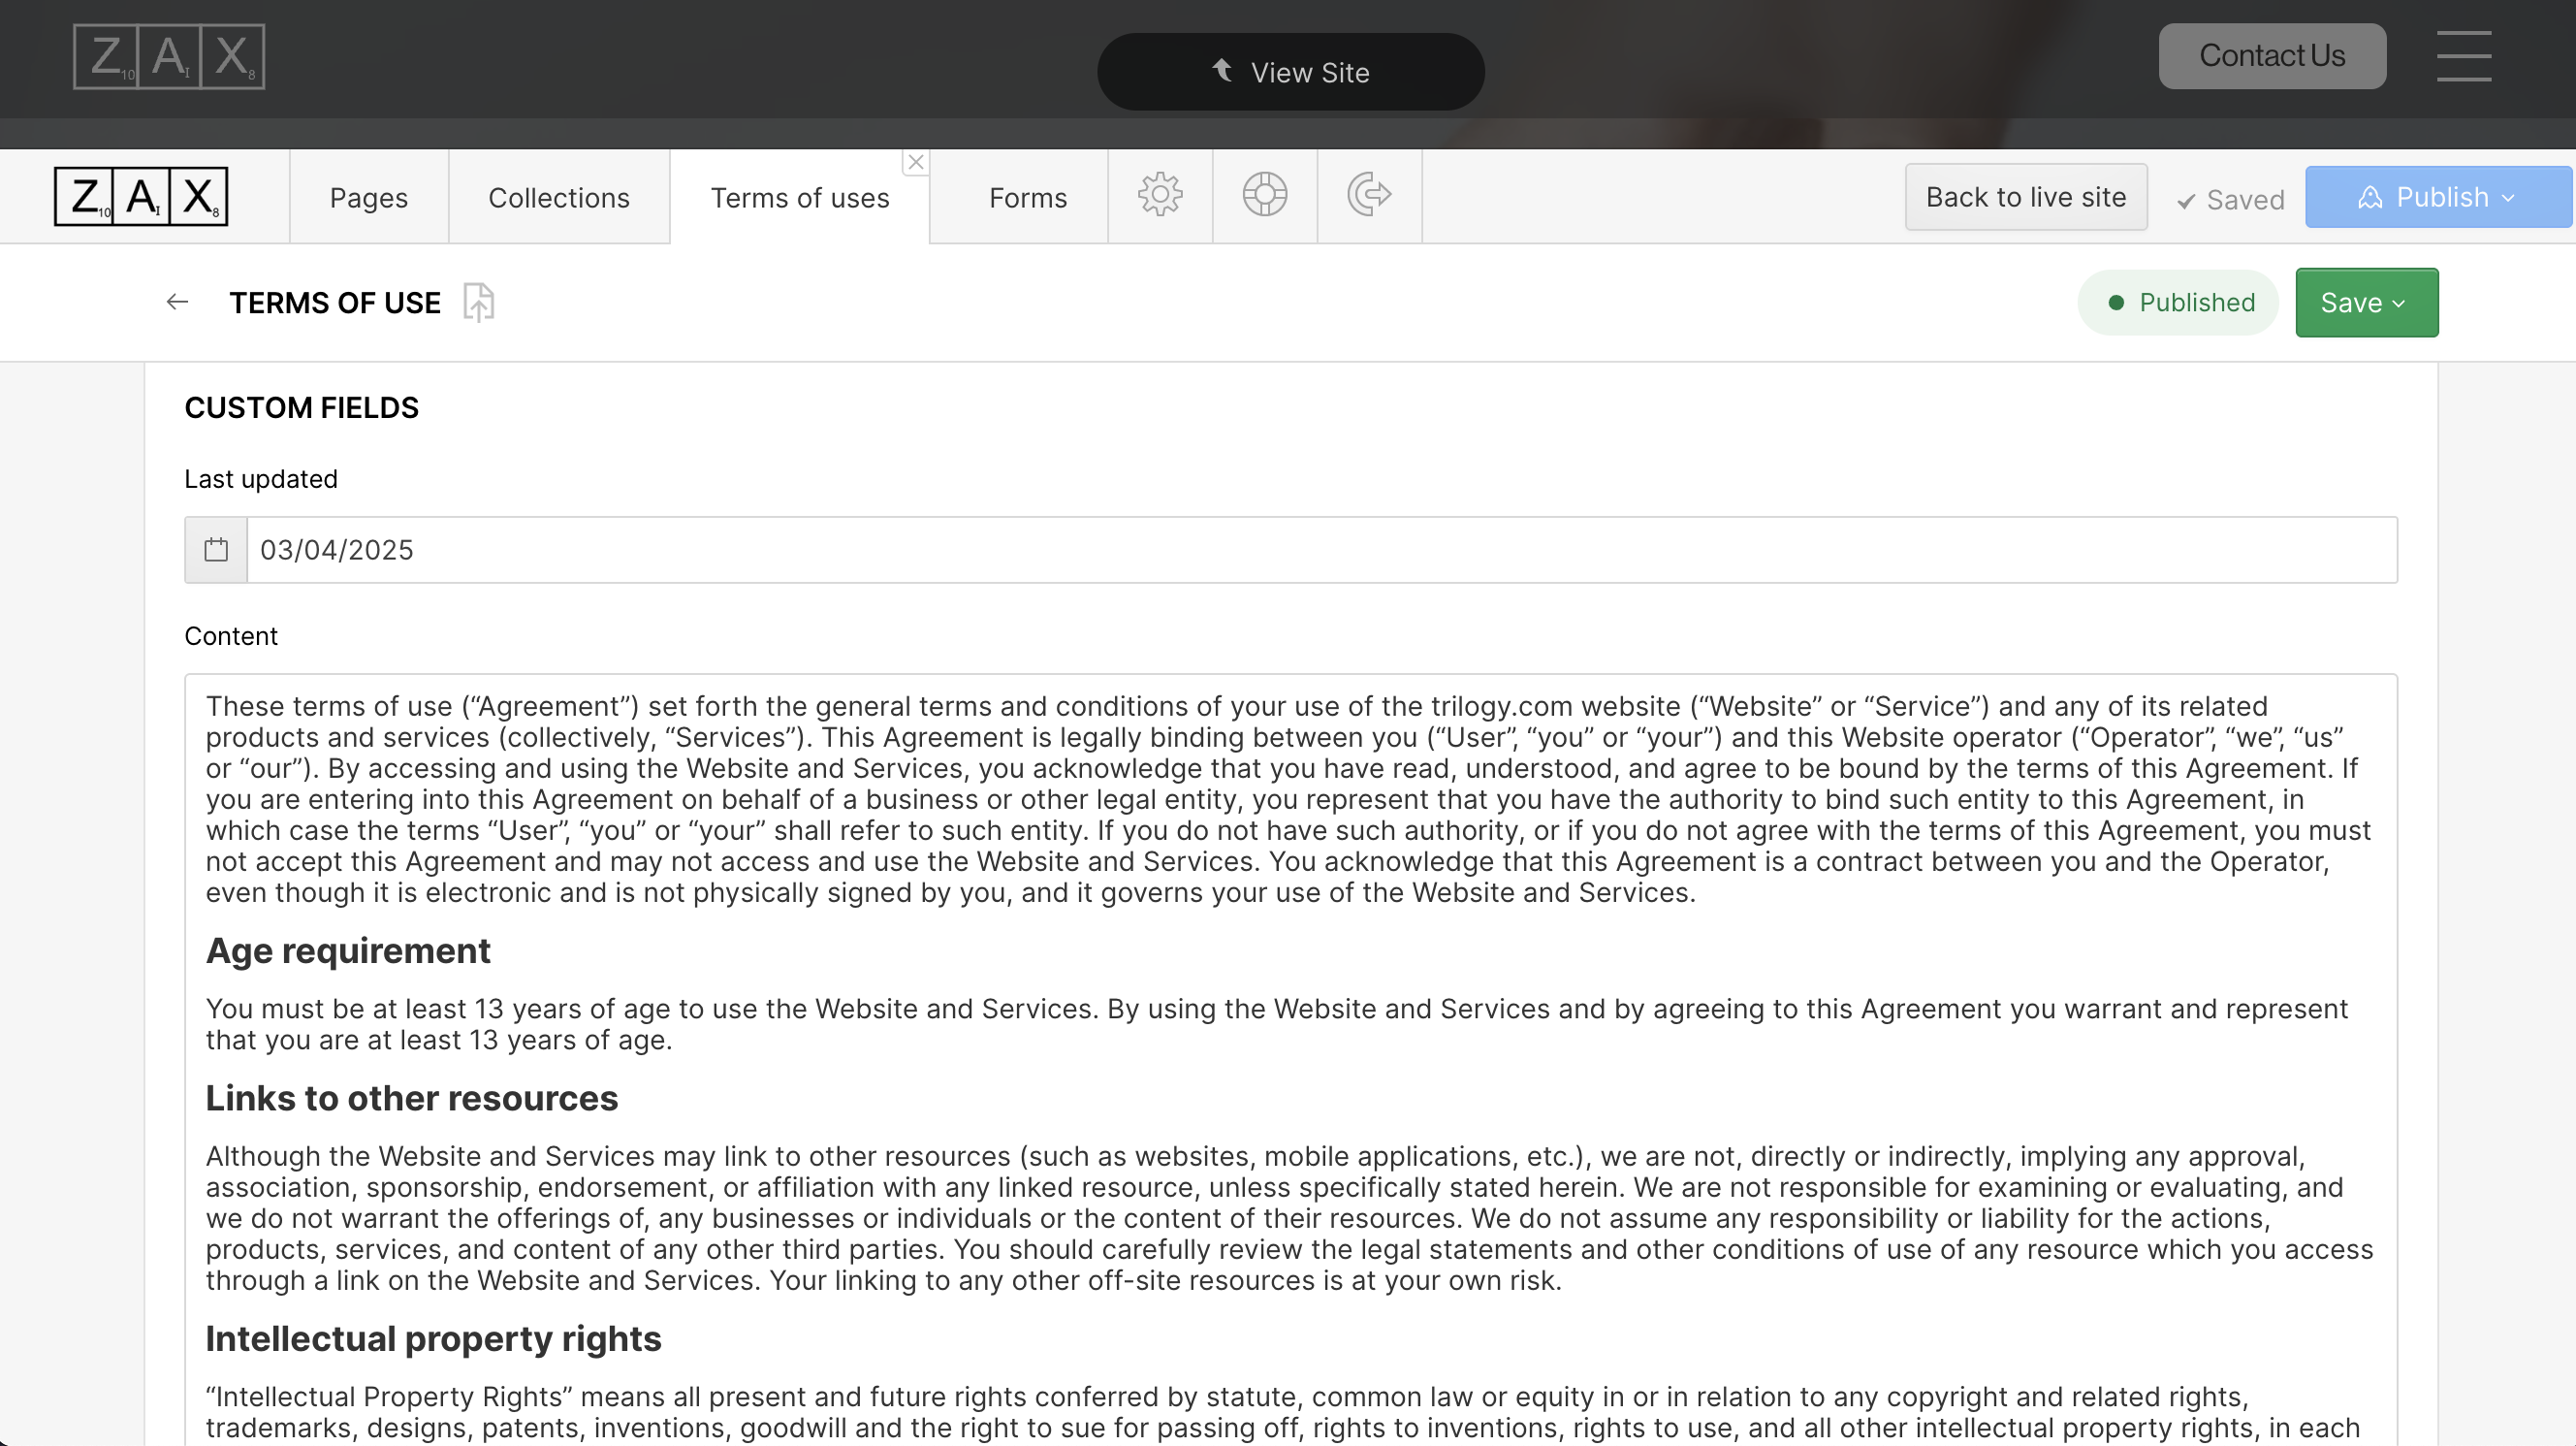 Z10 AI X8
View Site
Contact Us
Z10 AI X8
Pages
Collections
Terms of uses
Forms
Back to live site
Saved
Publish
TERMS OF USE
Published
Save
CUSTOM FIELDS
Last updated
03/04/2025
Content
These terms of use (“Agreement”) set forth the general terms and conditions of your use of the trilogy.com website (“Website” or “Service”) and any of its related
products and services (collectively, “Services”). This Agreement is legally binding between you (“User”, “you” or “your”) and this Website operator (“Operator”, “we”, “us”
or “our”). By accessing and using the Website and Services, you acknowledge that you have read, understood, and agree to be bound by the terms of this Agreement. If
you are entering into this Agreement on behalf of a business or other legal entity, you represent that you have the authority to bind such entity to this Agreement, in
which case the terms “User”, “you” or “your” shall refer to such entity. If you do not have such authority, or if you do not agree with the terms of this Agreement, you must
not accept this Agreement and may not access and use the Website and Services. You acknowledge that this Agreement is a contract between you and the Operator,
even though it is electronic and is not physically signed by you, and it governs your use of the Website and Services.
Age requirement
You must be at least 13 years of age to use the Website and Services. By using the Website and Services and by agreeing to this Agreement you warrant and represent
that you are at least 13 years of age.
Links to other resources
Although the Website and Services may link to other resources (such as websites, mobile applications, etc.), we are not, directly or indirectly, implying any approval,
association, sponsorship, endorsement, or affiliation with any linked resource, unless specifically stated herein. We are not responsible for examining or evaluating, and
we do not warrant the offerings of, any businesses or individuals or the content of their resources. We do not assume any responsibility or liability for the actions,
products, services, and content of any other third parties. You should carefully review the legal statements and other conditions of use of any resource which you access
through a link on the Website and Services. Your linking to any other off-site resources is at your own risk.
Intellectual property rights
“Intellectual Property Rights” means all present and future rights conferred by statute, common law or equity in or in relation to any copyright and related rights,
trademarks, designs, patents, inventions, goodwill and the right to sue for passing off, rights to inventions, rights to use, and all other intellectual property rights, in each